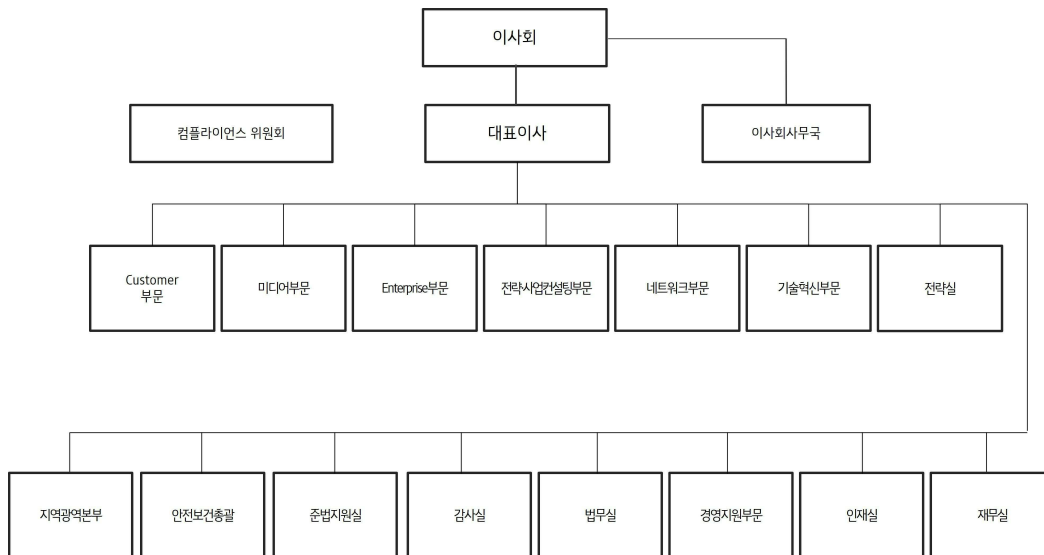 이사회
컴플라이언스 위원회
대표이사
이사회사무국
Customer
부문
미디어부문
Enterprise부문
전략사업컨설팅부문
네트워크부문
기술혁신부문
전략실
지역광역본부
안전보건총괄
준법지원실
감사실
법무실
경영지원부문
인재실
재무실